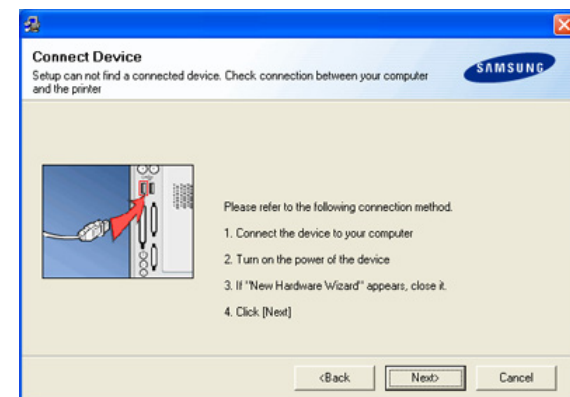 Connect Device
Setup can not find a connected device. Check connection between your computer
and the printer
SAMSUNG
Please refer to the following connection method.
1. Connect the device to your computer
2. Turn on the power of the device
3. If "New Hardware Wizard" appears, close it.
4. Click [Next]
<Back
Next>
Cancel